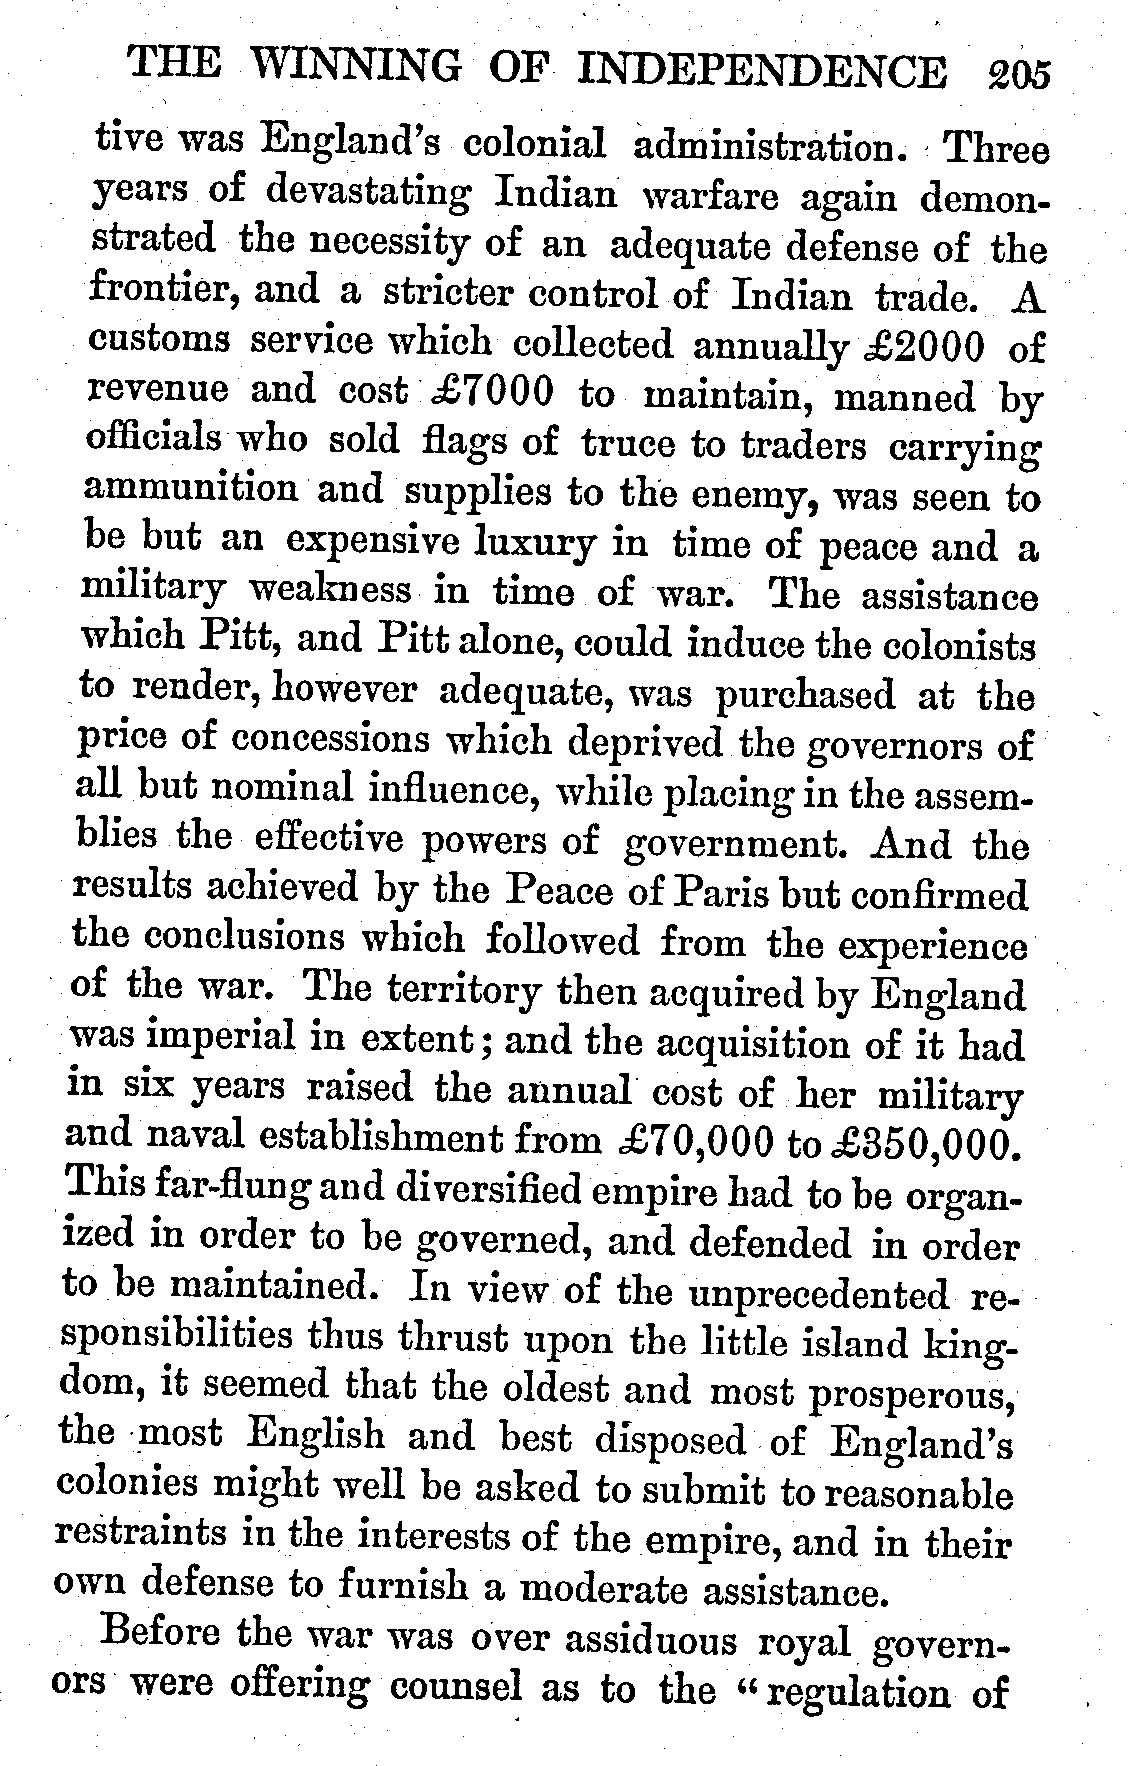 THE WINNING OF INDEPENDENCE 205
tive was England's colonial administration. Three
years of devastating Indian warfare again demon-
strated the necessity of an adequate defense of the
frontier, and a stricter control of Indian trade. A
customs service which collected annually £2000 of
revenue and cost £7000 to maintain, manned by
officials who sold flags of truce to traders carrying
ammunition and supplies to the enemy, was seen to
be but an expensive luxury in time of peace and a
military weakness in time of war. The assistance
which Pitt, and Pitt alone, could induce the colonists
to render, however adequate, was purchased at the
price of concessions which deprived the governors of
all but nominal influence, while placing in the assem-
blies the effective powers of government. And the
results achieved by the Peace of Paris but confirmed
the conclusions which followed from the experience
of the war. The territory then acquired by England
was imperial in extent; and the acquisition of it had
in six years raised the annual cost of her military
and naval establishment from £70,000 to £350,000.
This far-flung and diversified empire had to be organ-
ized in order to be governed, and defended in order
to be maintained. In view of the unprecedented re-
sponsibilities thus thrust upon the little island king-
dom, it seemed that the oldest and most prosperous,
the most English and best disposed of England's
colonies might well be asked to submit to reasonable
restraints in the interests of the empire, and in their
own defense to furnish a moderate assistance.
Before the war was over assiduous royal govern-
ors were offering counsel as to the "regulation of